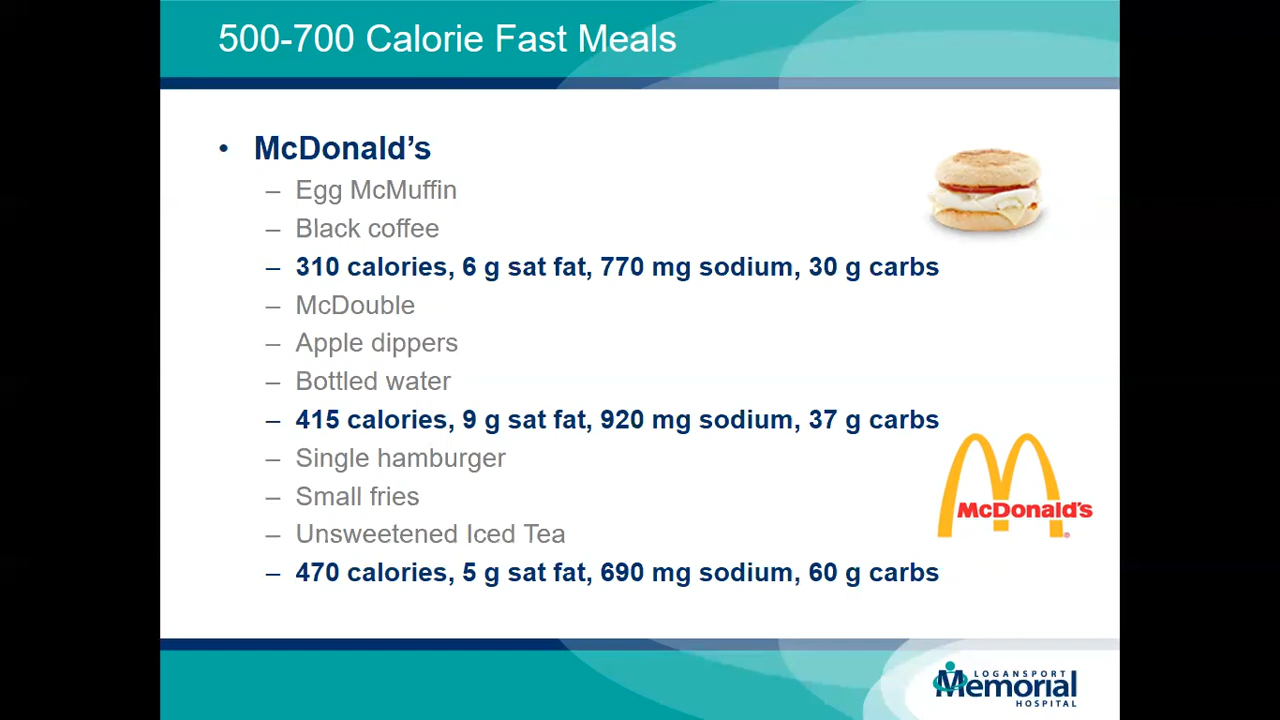 500-700 Calorie Fast Meals
• McDonald’s
– Egg McMuffin
– Black coffee
– 310 calories, 6 g sat fat, 770 mg sodium, 30 g carbs
– McDouble
– Apple dippers
– Bottled water
– 415 calories, 9 g sat fat, 920 mg sodium, 37 g carbs
– Single hamburger
– Small fries
– Unsweetened Iced Tea
– 470 calories, 5 g sat fat, 690 mg sodium, 60 g carbs
McDonald's®
LOGANSPORT
Memorial
HOSPITAL